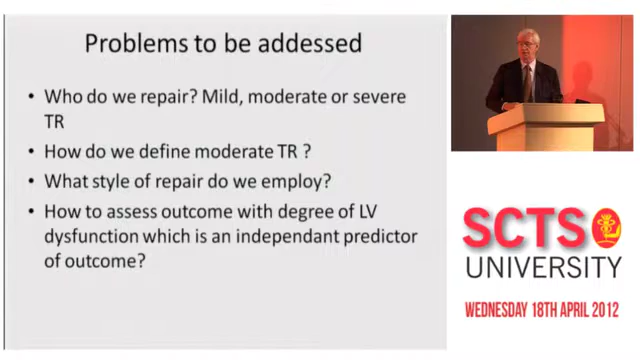 Problems to be addressed
• Who do we repair? Mild, moderate or severe
TR
• How do we define moderate TR ?
• What style of repair do we employ?
• How to assess outcome with degree of LV
dysfunction which is an independant predictor
of outcome?
SCTS
UNIVERSITY
WEDNESDAY 18TH APRIL 2012